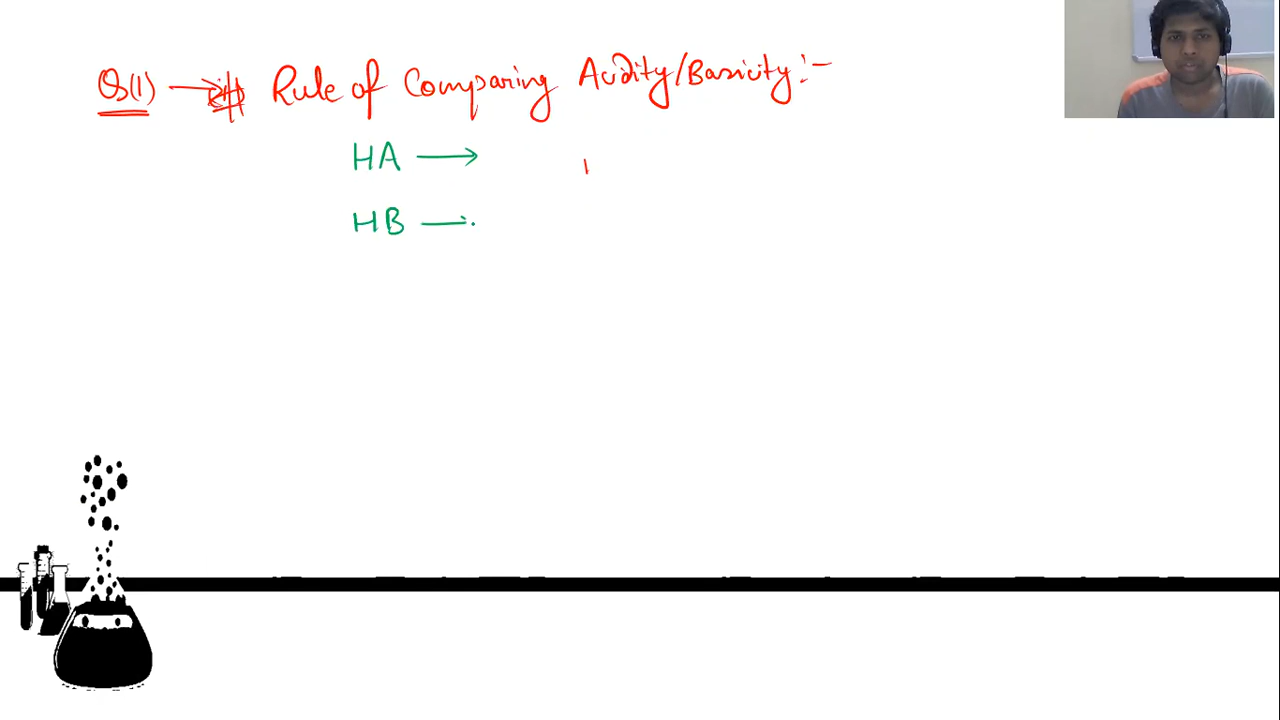 Q(1) → # Rule of Comparing Acidity/Basicity:-
HA →
HB →